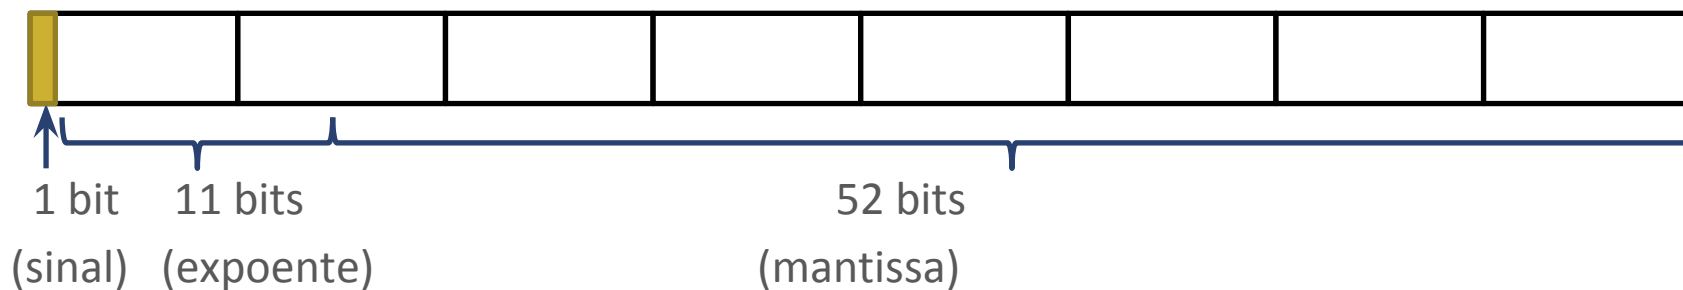 1 bit 11 bits 52 bits
(sinal) (expoente) (mantissa)